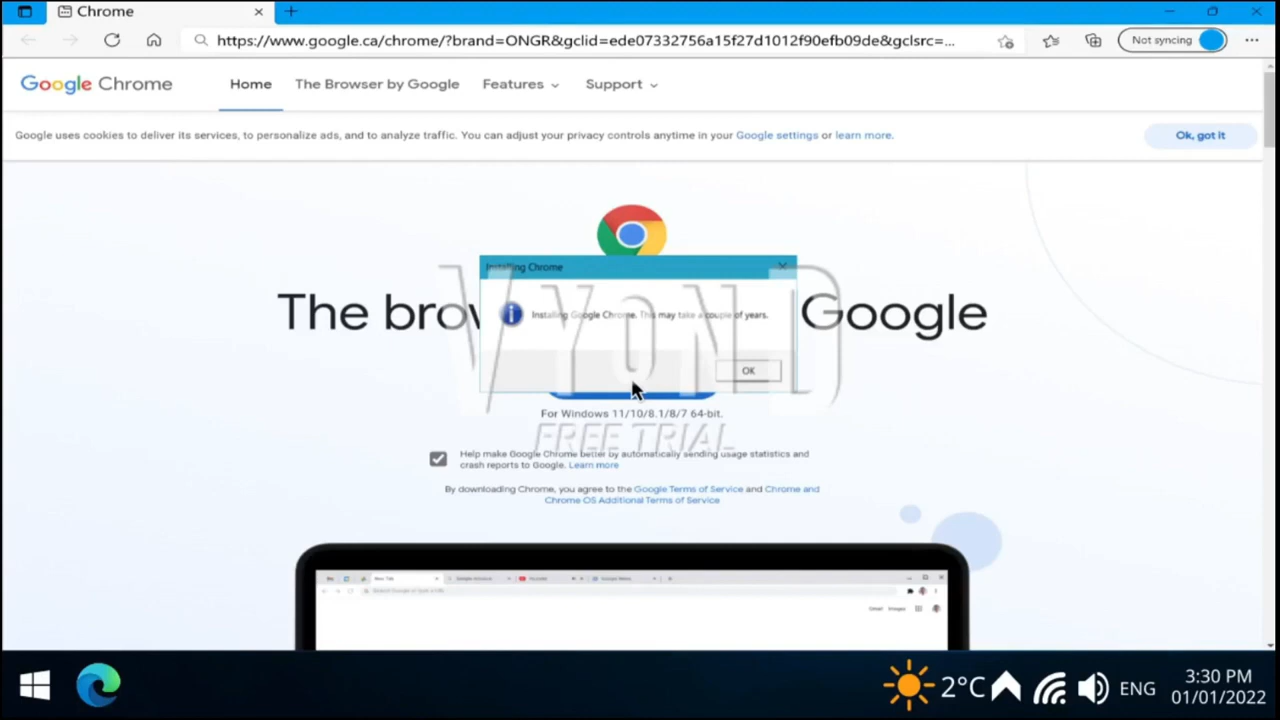 Chrome
https://www.google.ca/chrome/?brand=ONGR&gclid=ede07332756a15f27d1012f90efb09de&gclsrc=...
Not syncing
Google Chrome
Home
The Browser by Google
Features
Support
Google uses cookies to deliver its services, to personalize ads, and to analyze traffic. You can adjust your privacy controls anytime in your Google settings or learn more.
Ok, got it
Installing Chrome
The brow
Google
Installing Google Chrome. This may take a couple of years.
OK
VYOND
FREE TRIAL
For Windows 11/10/8.1/8/7 64-bit.
Help make Google Chrome better by automatically sending usage statistics and
crash reports to Google. Learn more
By downloading Chrome, you agree to the Google Terms of Service and Chrome and
Chrome OS Additional Terms of Service
New Tab
Gmail
Images
2°C
ENG
3:30 PM
01/01/2022